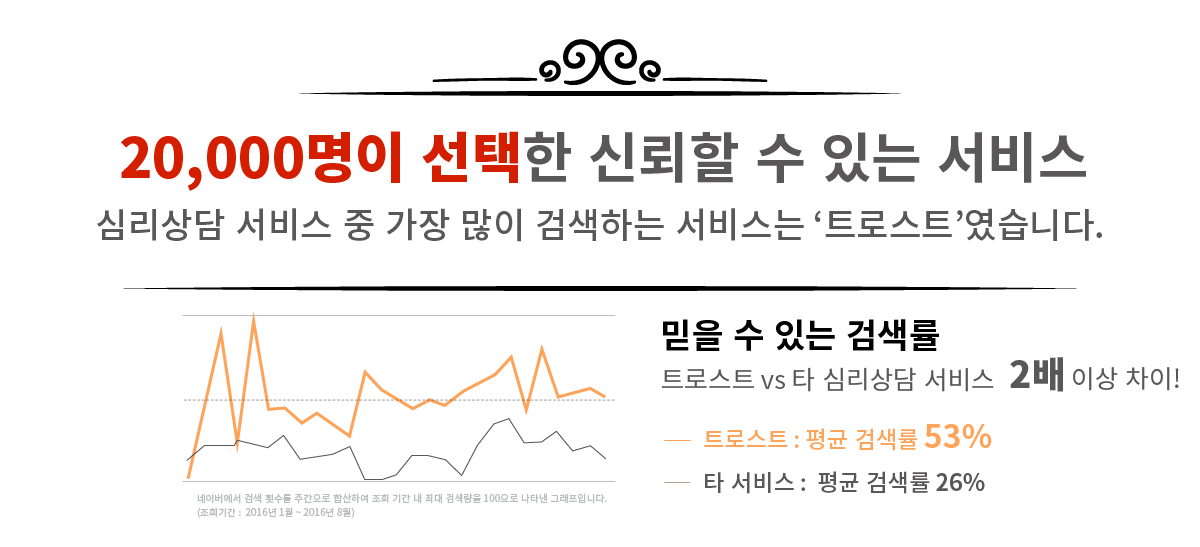 20,000명이 선택한 신뢰할 수 있는 서비스
심리상담 서비스 중 가장 많이 검색하는 서비스는 ‘트로스트’였습니다.
믿을 수 있는 검색률
트로스트 vs 타 심리상담 서비스 2배 이상 차이!
트로스트 : 평균 검색률 53%
타 서비스 : 평균 검색률 26%
네이버에서 검색 횟수를 주간으로 합산하여 조회 기간 내 최대 검색량을 100으로 나타낸 그래프입니다.
(조회기간 : 2016년 1월 ~ 2016년 8월)